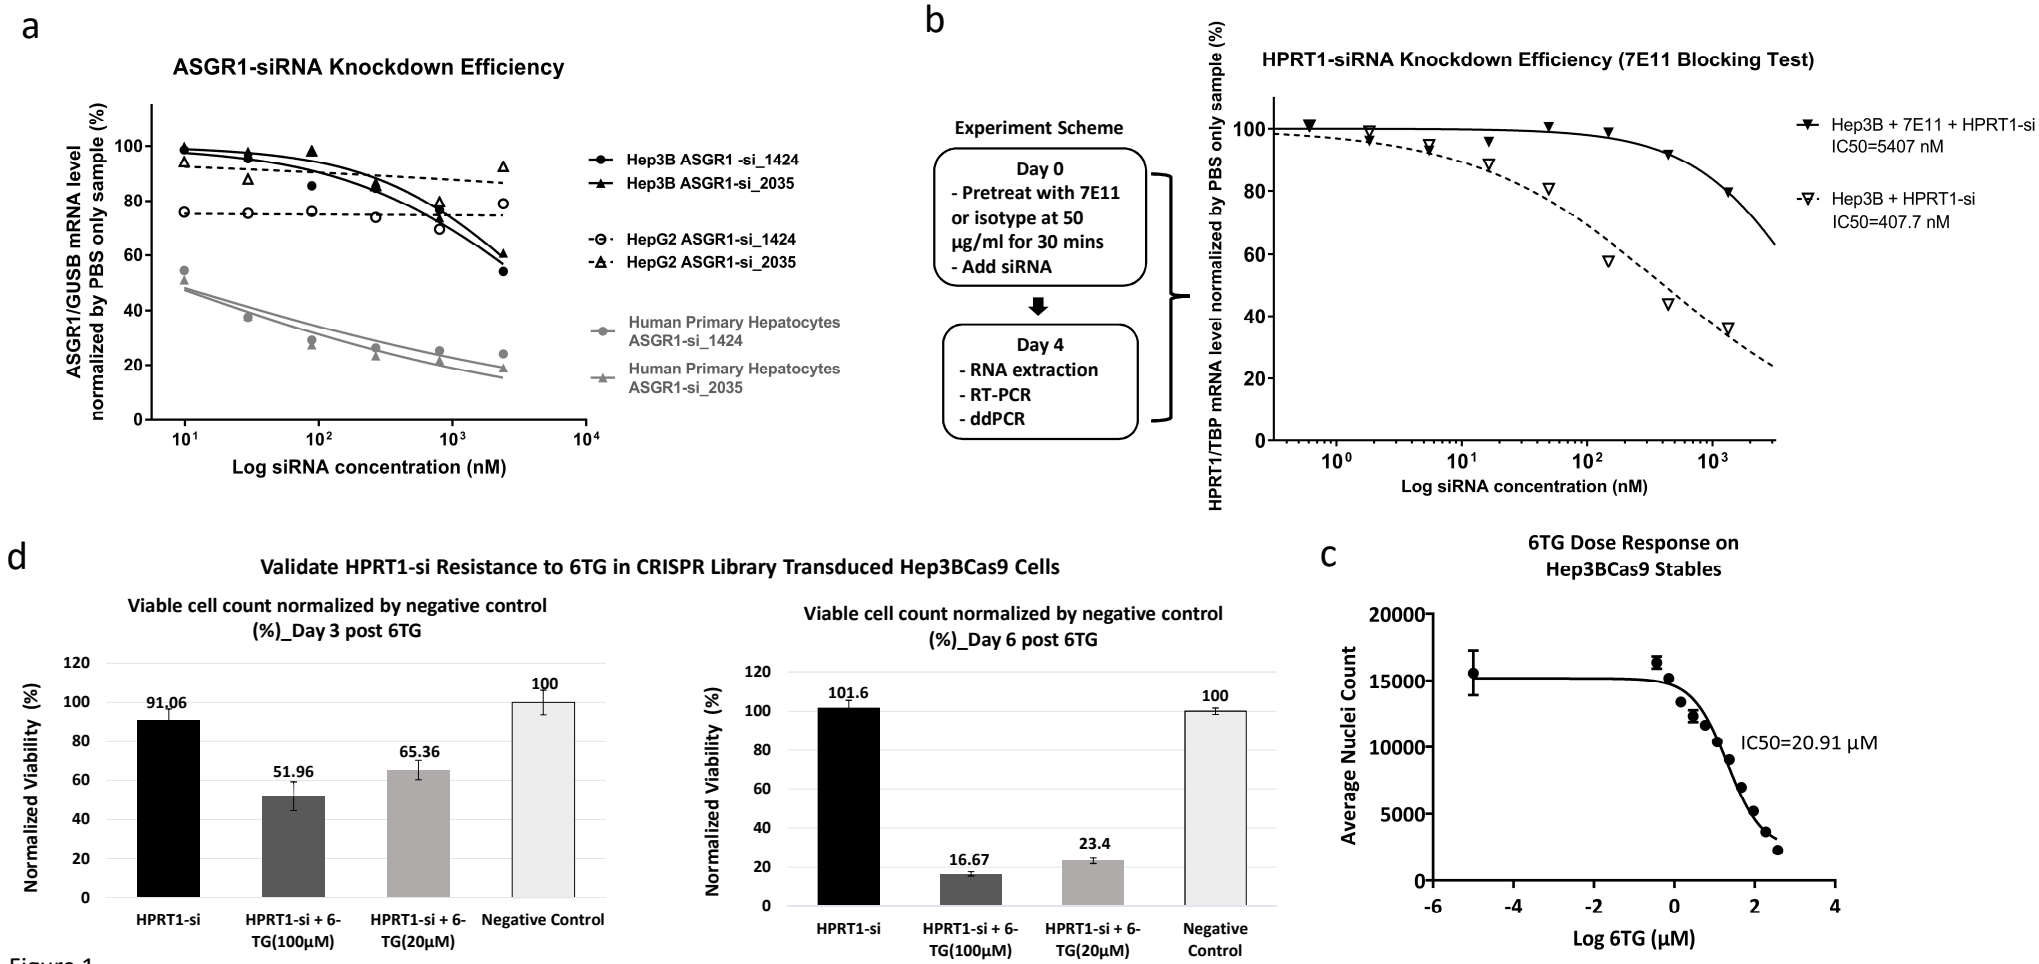 a
ASGR1-siRNA Knockdown Efficiency
ASGR1/GUSB mRNA level
normalized by PBS only sample (%)
100
80
60
40
20
0
10¹
10²
10³
10⁴
Log siRNA concentration (nM)
Hep3B ASGR1 -si_1424
Hep3B ASGR1-si_2035
HepG2 ASGR1-si_1424
HepG2 ASGR1-si_2035
Human Primary Hepatocytes
ASGR1-si_1424
Human Primary Hepatocytes
ASGR1-si_2035
b
Experiment Scheme
Day 0
- Pretreat with 7E11
or isotype at 50
µg/ml for 30 mins
- Add siRNA
Day 4
- RNA extraction
- RT-PCR
- ddPCR
HPRT1-siRNA Knockdown Efficiency (7E11 Blocking Test)
HPRT1/TBP mRNA level normalized by PBS only sample (%)
100
80
60
40
20
0
10⁰
10¹
10²
10³
Log siRNA concentration (nM)
Hep3B + 7E11 + HPRT1-si
IC50=5407 nM
Hep3B + HPRT1-si
IC50=407.7 nM
d
Validate HPRT1-si Resistance to 6TG in CRISPR Library Transduced Hep3BCas9 Cells
Viable cell count normalized by negative control
(%)_Day 3 post 6TG
Normalized Viability (%)
120
100
80
60
40
20
0
91.06
51.96
65.36
100
HPRT1-si
HPRT1-si + 6-
TG(100µM)
HPRT1-si + 6-
TG(20µM)
Negative Control
Viable cell count normalized by negative control
(%)_Day 6 post 6TG
Normalized Viability (%)
120
100
80
60
40
20
0
101.6
16.67
23.4
100
HPRT1-si
HPRT1-si + 6-
TG(100µM)
HPRT1-si + 6-
TG(20µM)
Negative
Control
c
6TG Dose Response on
Hep3BCas9 Stables
Average Nuclei Count
20000
15000
10000
5000
0
-6
-4
-2
0
2
4
IC50=20.91 µM
Log 6TG (µM)
Figure 1